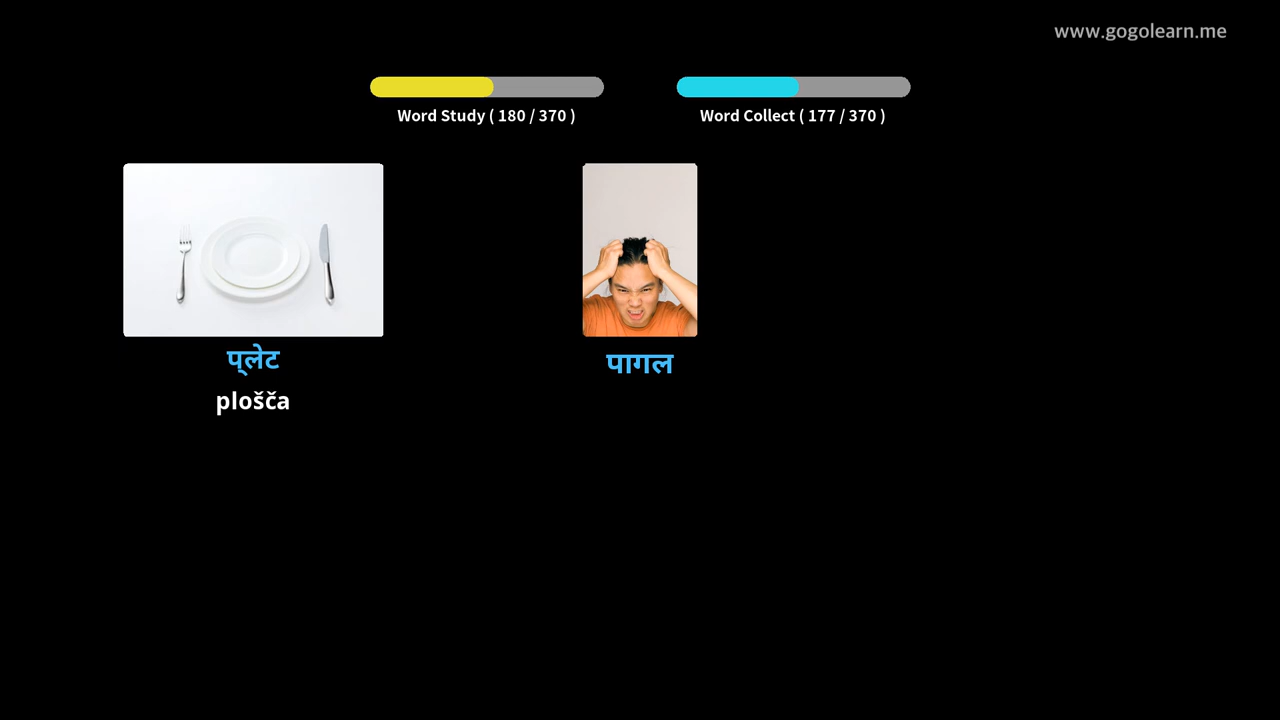 www.gogolearn.me
Word Study ( 180 / 370 )
Word Collect ( 177 / 370 )
प्लेट
plošča
पागल